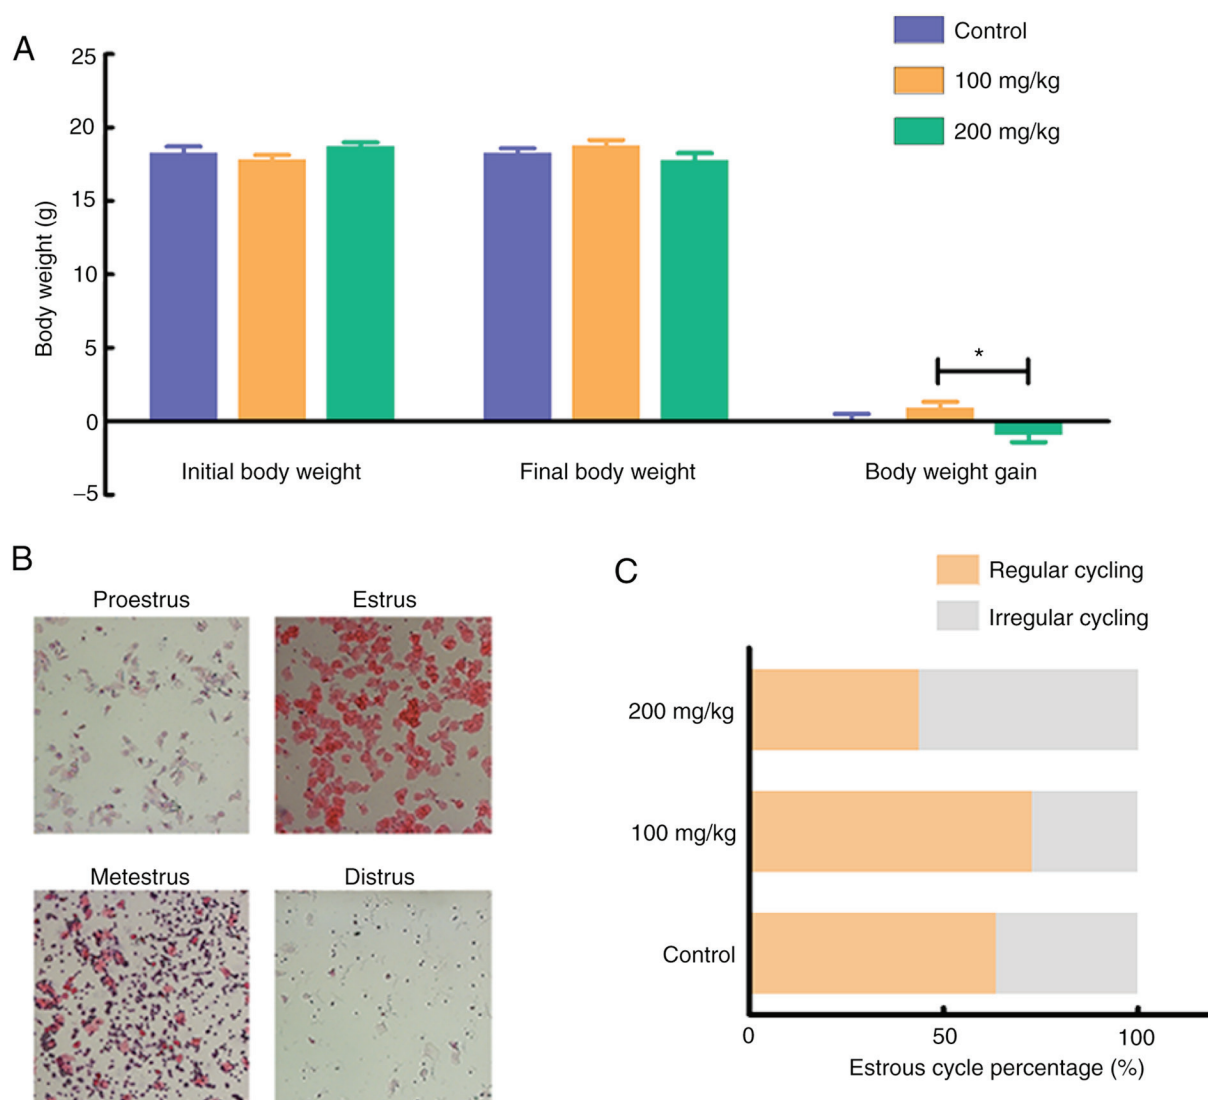 A
Control
100 mg/kg
200 mg/kg
Body weight (g)
25
20
15
10
5
0
–5
*
Initial body weight
Final body weight
Body weight gain
B
Proestrus
Estrus
Metestrus
Distrus
C
Regular cycling
Irregular cycling
200 mg/kg
100 mg/kg
Control
0
50
100
Estrous cycle percentage (%)